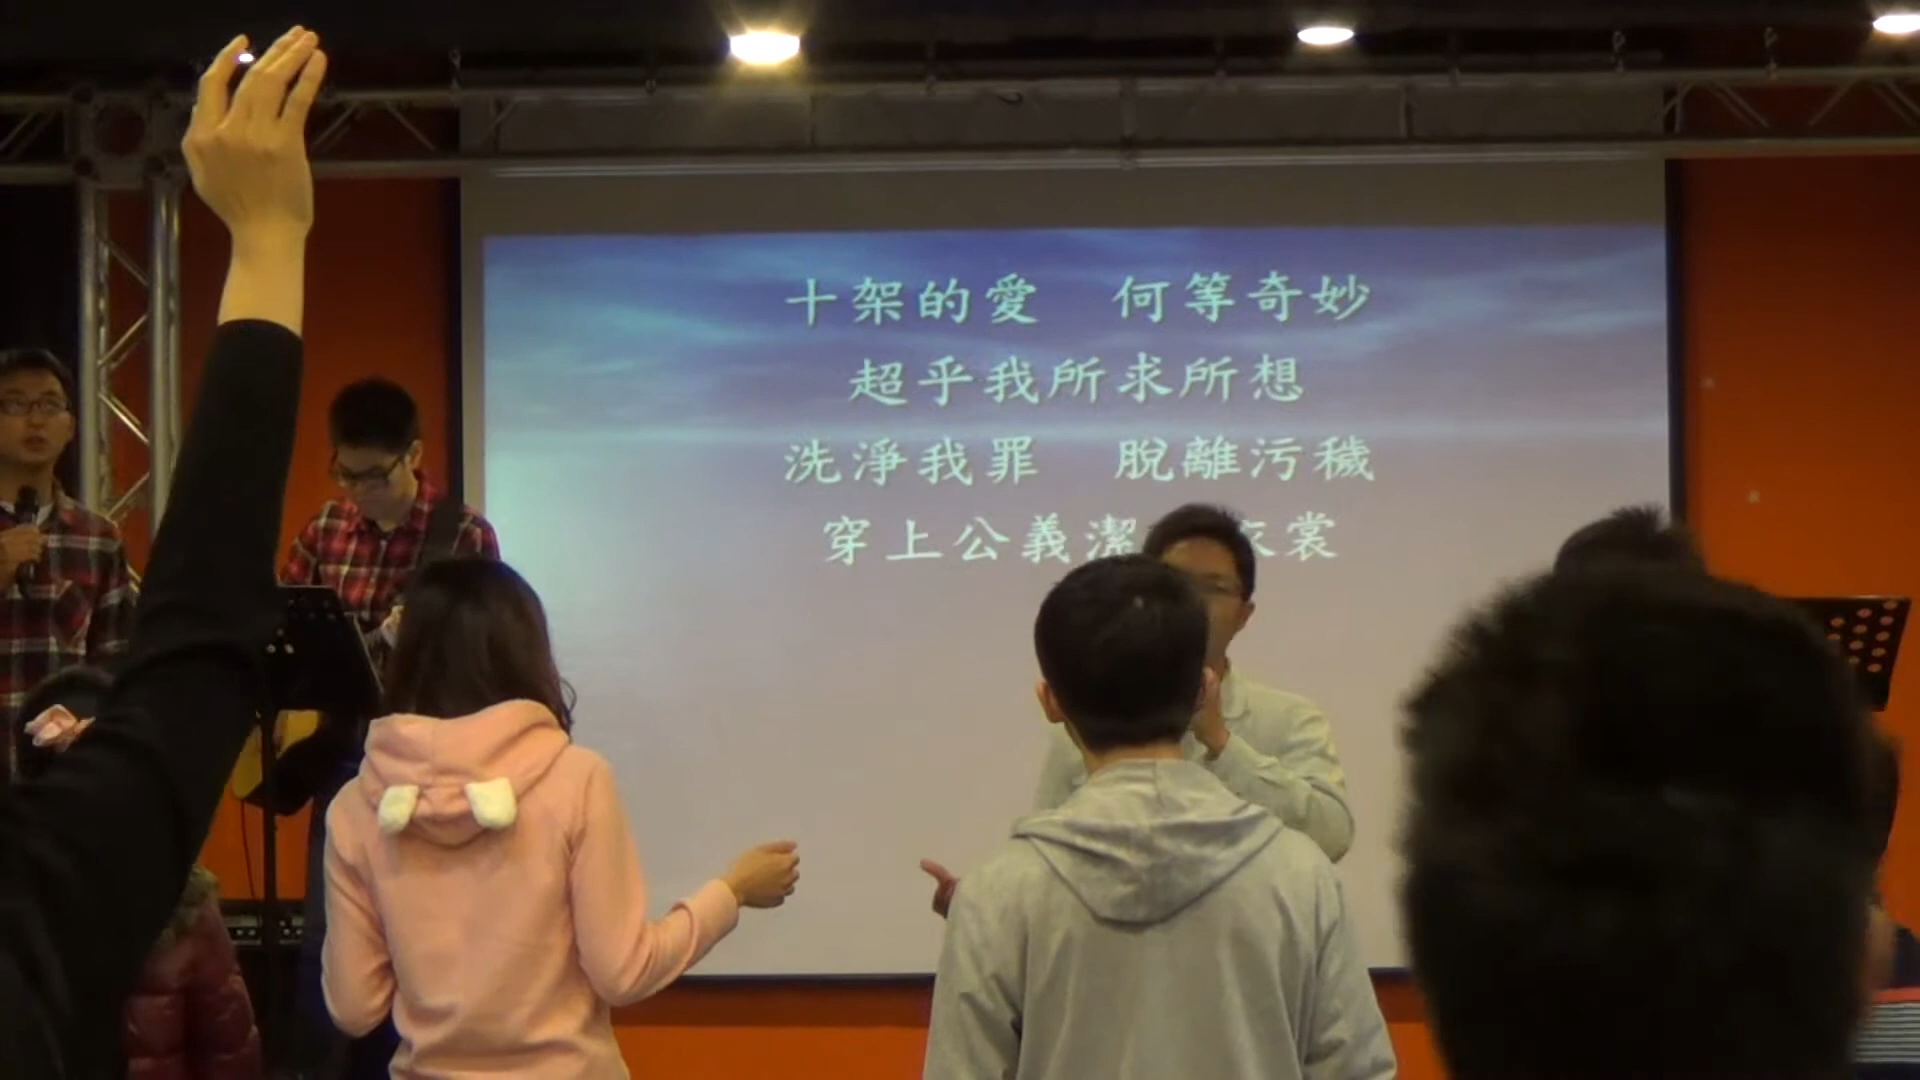 十架的愛　何等奇妙
超乎我所求所想
洗淨我罪　脫離污穢
穿上公義潔 衣裳